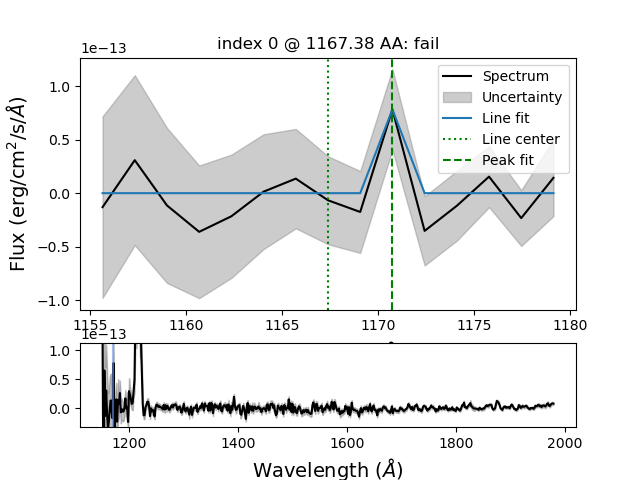 index 0 @ 1167.38 AA: fail
1e−13
1.0
0.5
0.0
−0.5
−1.0
Flux (erg/cm²/s/Å)
Spectrum
Uncertainty
Line fit
Line center
Peak fit
1155 1160 1165 1170 1175 1180
1e−13
1.0
0.5
0.0
1200 1400 1600 1800 2000
Wavelength (Å)